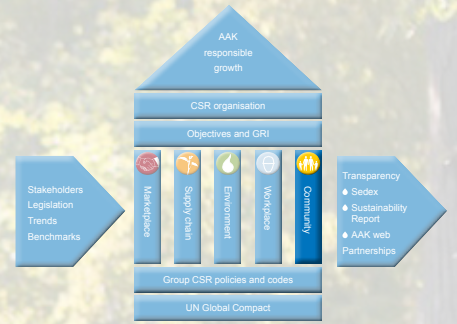 AAK
responsible
growth
CSR organisation
Objectives and GRI
Stakeholders
Legislation
Trends
Benchmarks
Marketplace
Supply chain
Environment
Workplace
Community
Transparency
Sedex
Sustainability
Report
AAK web
Partnerships
Group CSR policies and codes
UN Global Compact